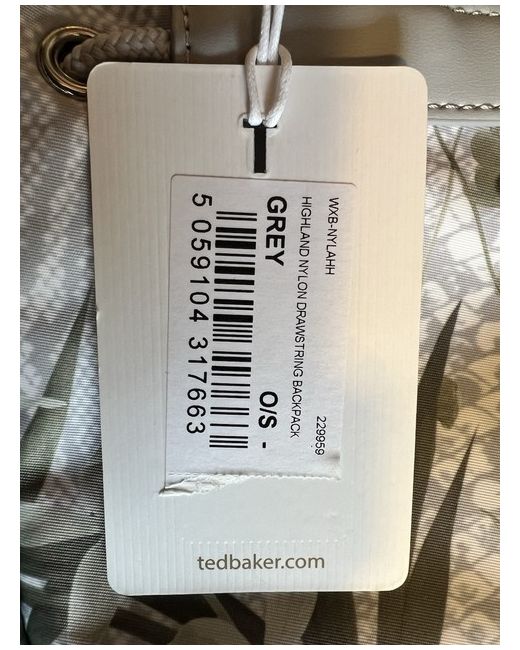 WXB-NYLAHH 229959
HIGHLAND NYLON DRAWSTRING BACKPACK
GREY O/S -
5 059104 317663
tedbaker.com